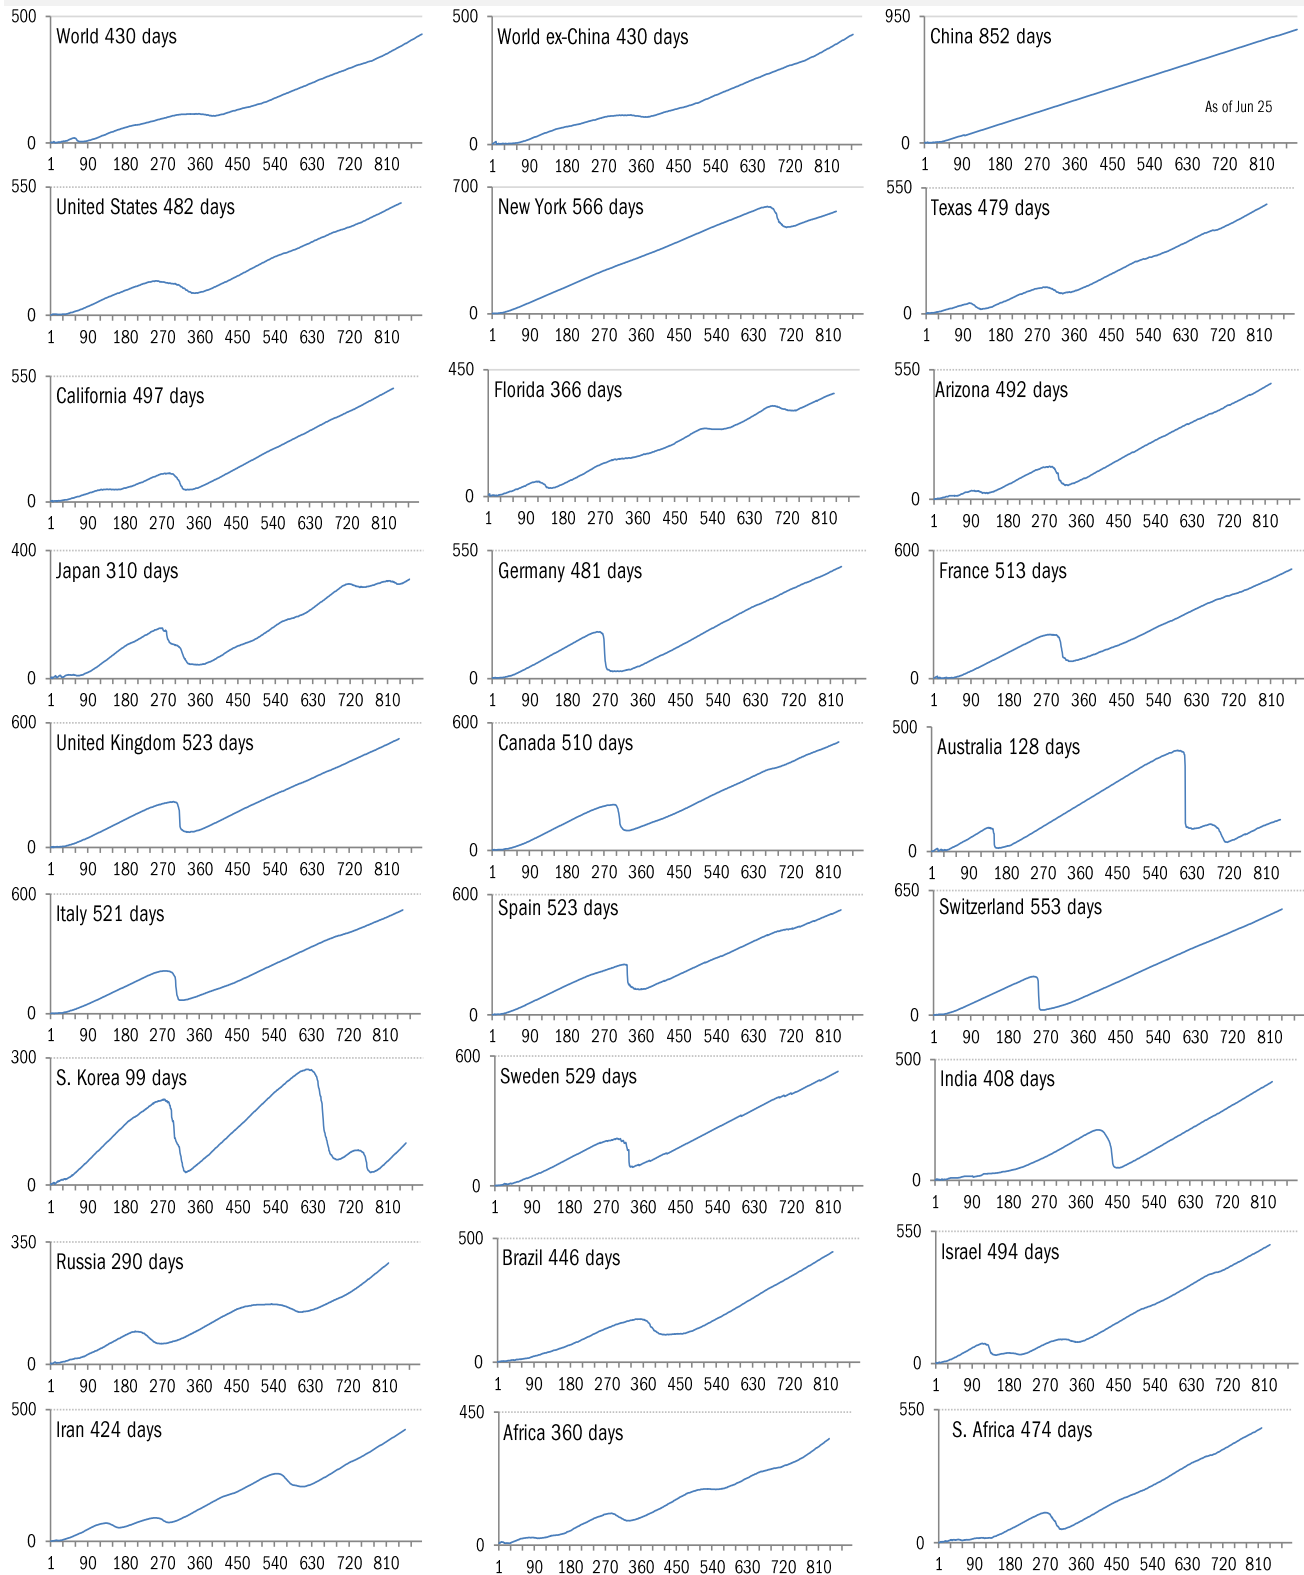 500
World 430 days
0
1 90 180 270 360 450 540 630 720 810
500
World ex-China 430 days
0
1 90 180 270 360 450 540 630 720 810
950
China 852 days
As of Jun 25
0
1 90 180 270 360 450 540 630 720 810
550
United States 482 days
0
1 90 180 270 360 450 540 630 720 810
700
New York 566 days
0
1 90 180 270 360 450 540 630 720 810
550
Texas 479 days
0
1 90 180 270 360 450 540 630 720 810
550
California 497 days
0
1 90 180 270 360 450 540 630 720 810
450
Florida 366 days
0
1 90 180 270 360 450 540 630 720 810
550
Arizona 492 days
0
1 90 180 270 360 450 540 630 720 810
400
Japan 310 days
0
1 90 180 270 360 450 540 630 720 810
550
Germany 481 days
0
1 90 180 270 360 450 540 630 720 810
600
France 513 days
0
1 90 180 270 360 450 540 630 720 810
600
United Kingdom 523 days
0
1 90 180 270 360 450 540 630 720 810
600
Canada 510 days
0
1 90 180 270 360 450 540 630 720 810
500
Australia 128 days
0
1 90 180 270 360 450 540 630 720 810
600
Italy 521 days
0
1 90 180 270 360 450 540 630 720 810
600
Spain 523 days
0
1 90 180 270 360 450 540 630 720 810
650
Switzerland 553 days
0
1 90 180 270 360 450 540 630 720 810
300
S. Korea 99 days
0
1 90 180 270 360 450 540 630 720 810
600
Sweden 529 days
0
1 90 180 270 360 450 540 630 720 810
500
India 408 days
0
1 90 180 270 360 450 540 630 720 810
350
Russia 290 days
0
1 90 180 270 360 450 540 630 720 810
500
Brazil 446 days
0
1 90 180 270 360 450 540 630 720 810
550
Israel 494 days
0
1 90 180 270 360 450 540 630 720 810
500
Iran 424 days
0
1 90 180 270 360 450 540 630 720 810
450
Africa 360 days
0
1 90 180 270 360 450 540 630 720 810
550
S. Africa 474 days
0
1 90 180 270 360 450 540 630 720 810